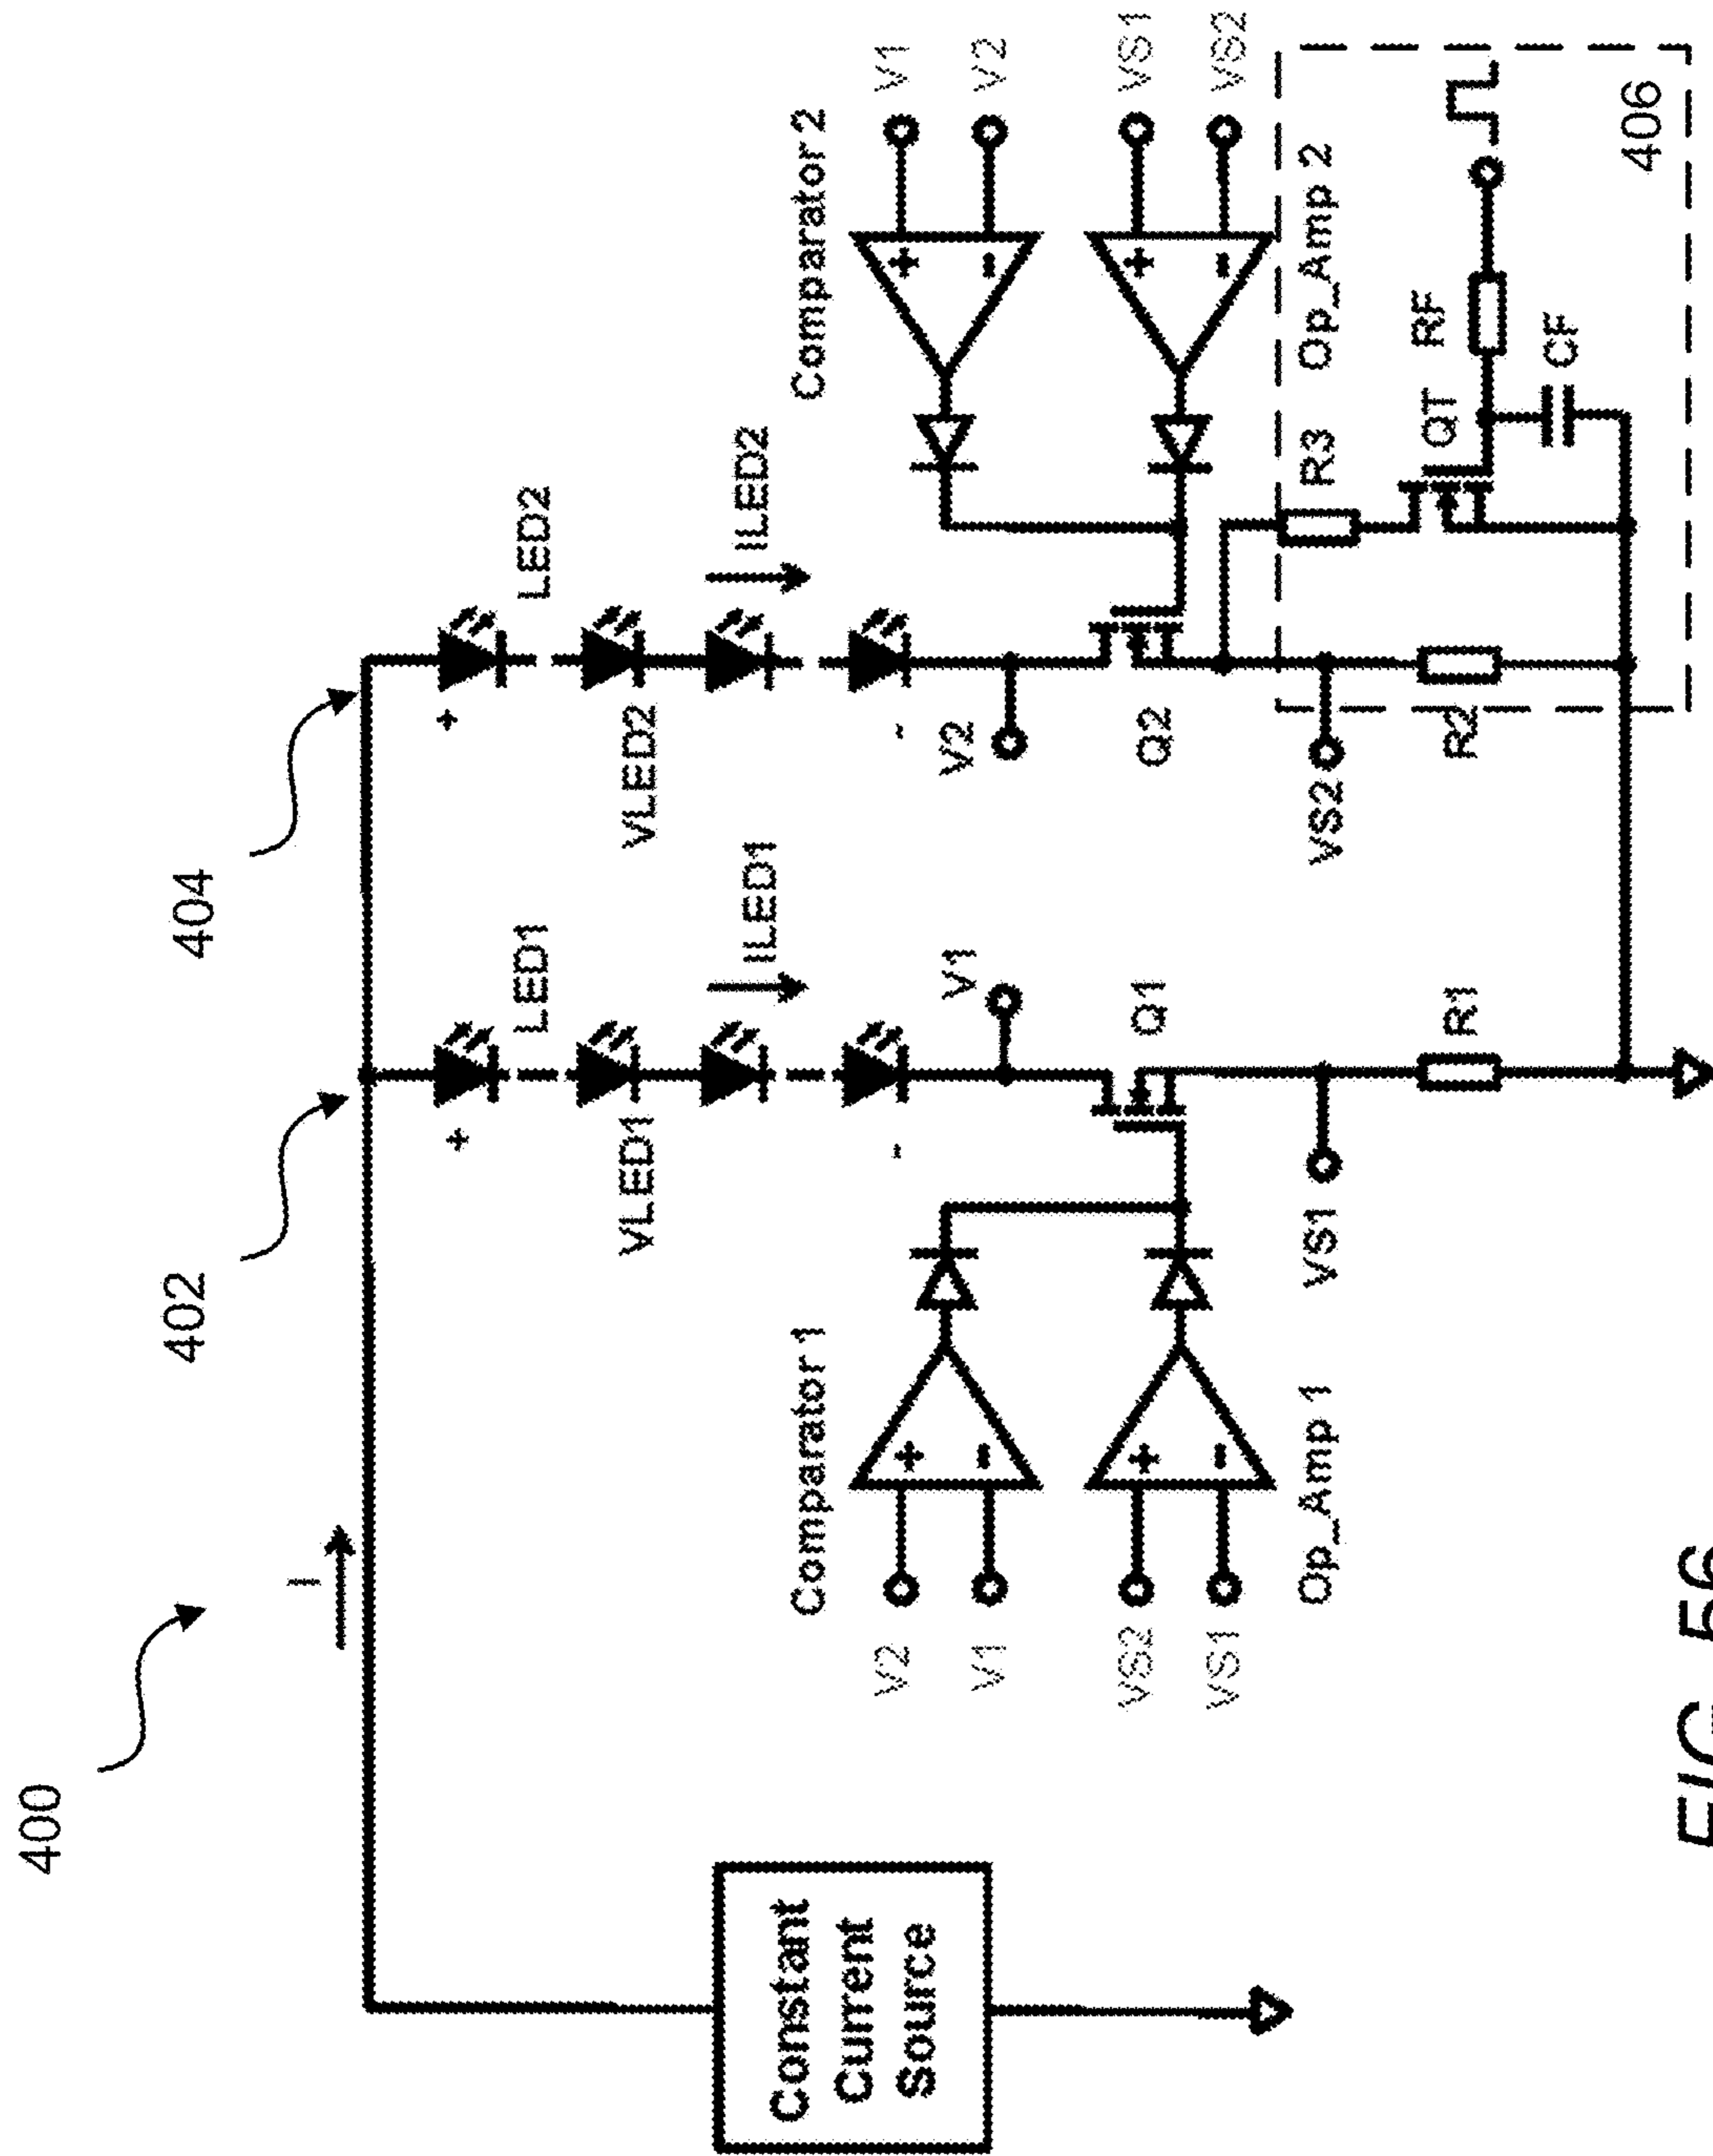 400
402
404
I
LED1
LED2
+
+
VLED1
VLED2
ILED1
ILED2
-
-
Constant
Current
Source
Comparator 1
V2
V1
+
-
VS2
VS1
+
-
Op_Amp 1
V1
Q1
VS1
R1
V2
Q2
VS2
R2
Comparator 2
V1
V2
+
-
VS1
VS2
+
-
Op_Amp 2
R3
QT
RF
CF
406
FIG. 56